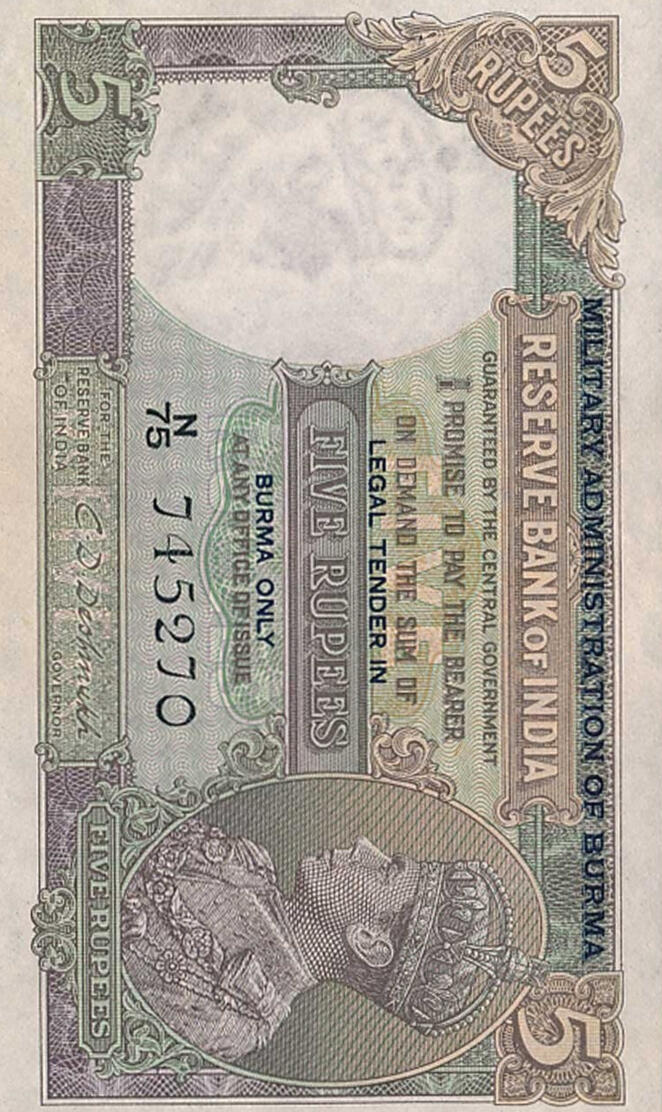 MILITARY ADMINISTRATION OF BURMA
5
RUPEES
5
RESERVE BANK OF INDIA
GUARANTEED BY THE CENTRAL GOVERNMENT
I PROMISE TO PAY THE BEARER
ON DEMAND THE SUM OF
LEGAL TENDER IN
FIVE RUPEES
BURMA ONLY
AT ANY OFFICE OF ISSUE
N
75 745270
FOR THE
RESERVE BANK
OF INDIA
C D Deshmukh
GOVERNOR
5
FIVE RUPEES